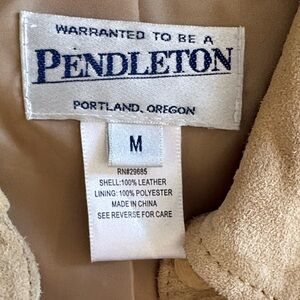 WARRANTED TO BE A
PENDLETON
PORTLAND, OREGON
M
RN#29685
SHELL:100% LEATHER
LINING: 100% POLYESTER
MADE IN CHINA
SEE REVERSE FOR CARE